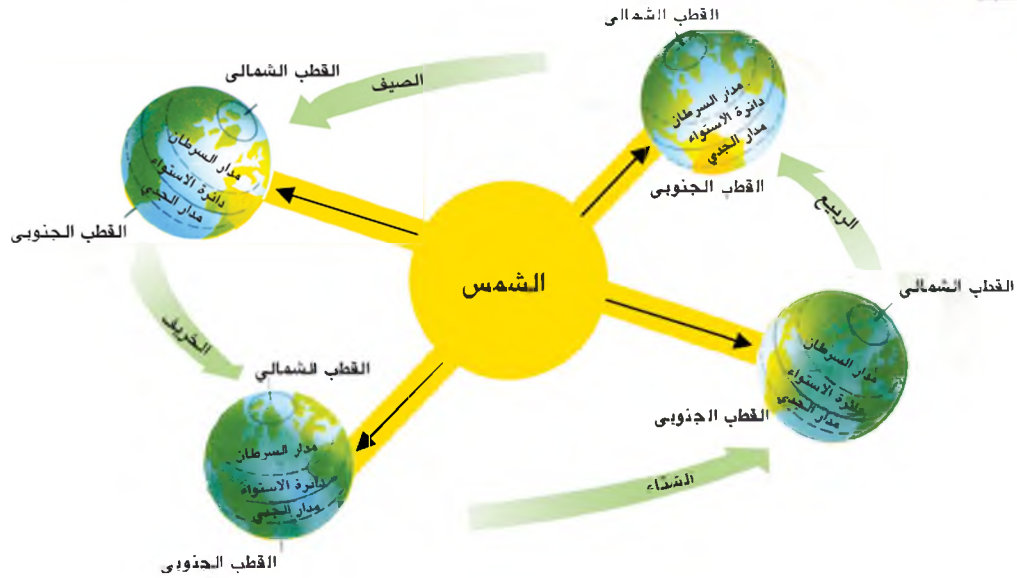 القطب الشمالى
مدار السرطان
دائرة الاستواء
مدار الجدي
القطب الجنوبى
الصيف
القطب الشمالى
مدار السرطان
دائرة الاستواء
مدار الجدي
القطب الجنوبى
الربيع
الشمس
القطب الشمالى
مدار السرطان
دائرة الاستواء
مدار الجدي
القطب الجنوبى
الخريف
القطب الشمالي
مدار السرطان
دائرة الاستواء
مدار الجدي
القطب الجنوبى
الشتاء